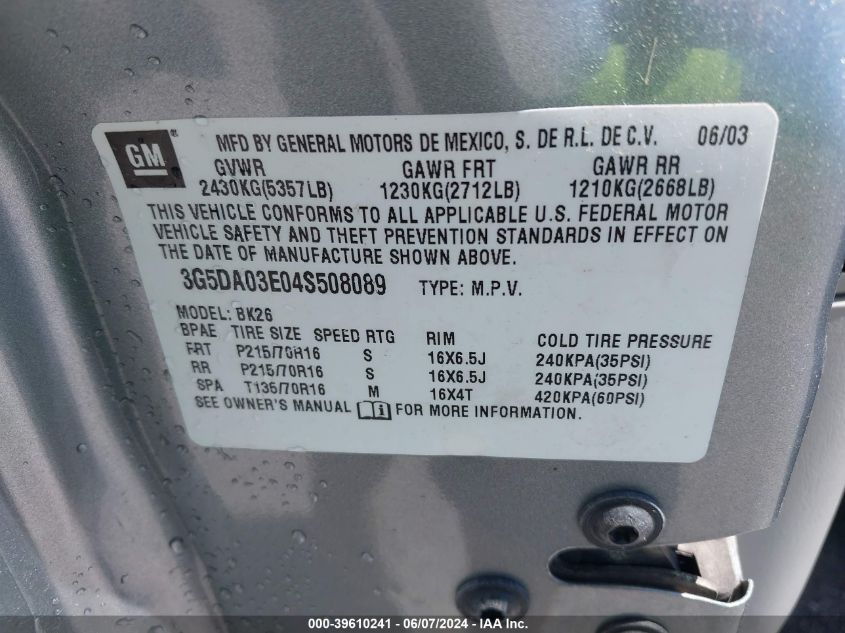 GM ® MFD BY GENERAL MOTORS DE MEXICO, S. DE R.L. DE C.V. 06/03
GVWR GAWR FRT GAWR RR
2430KG(5357LB) 1230KG(2712LB) 1210KG(2668LB)
THIS VEHICLE CONFORMS TO ALL APPLICABLE U.S. FEDERAL MOTOR
VEHICLE SAFETY AND THEFT PREVENTION STANDARDS IN EFFECT ON
THE DATE OF MANUFACTURE SHOWN ABOVE.
3G5DA03E04S508089 TYPE: M.P.V.
MODEL: BK26
BPAE TIRE SIZE SPEED RTG RIM COLD TIRE PRESSURE
FRT P215/70R16 S 16X6.5J 240KPA(35PSI)
RR P215/70R16 S 16X6.5J 240KPA(35PSI)
SPA T135/70R16 M 16X4T 420KPA(60PSI)
SEE OWNER'S MANUAL i FOR MORE INFORMATION.
000-39610241 - 06/07/2024 - IAA Inc.